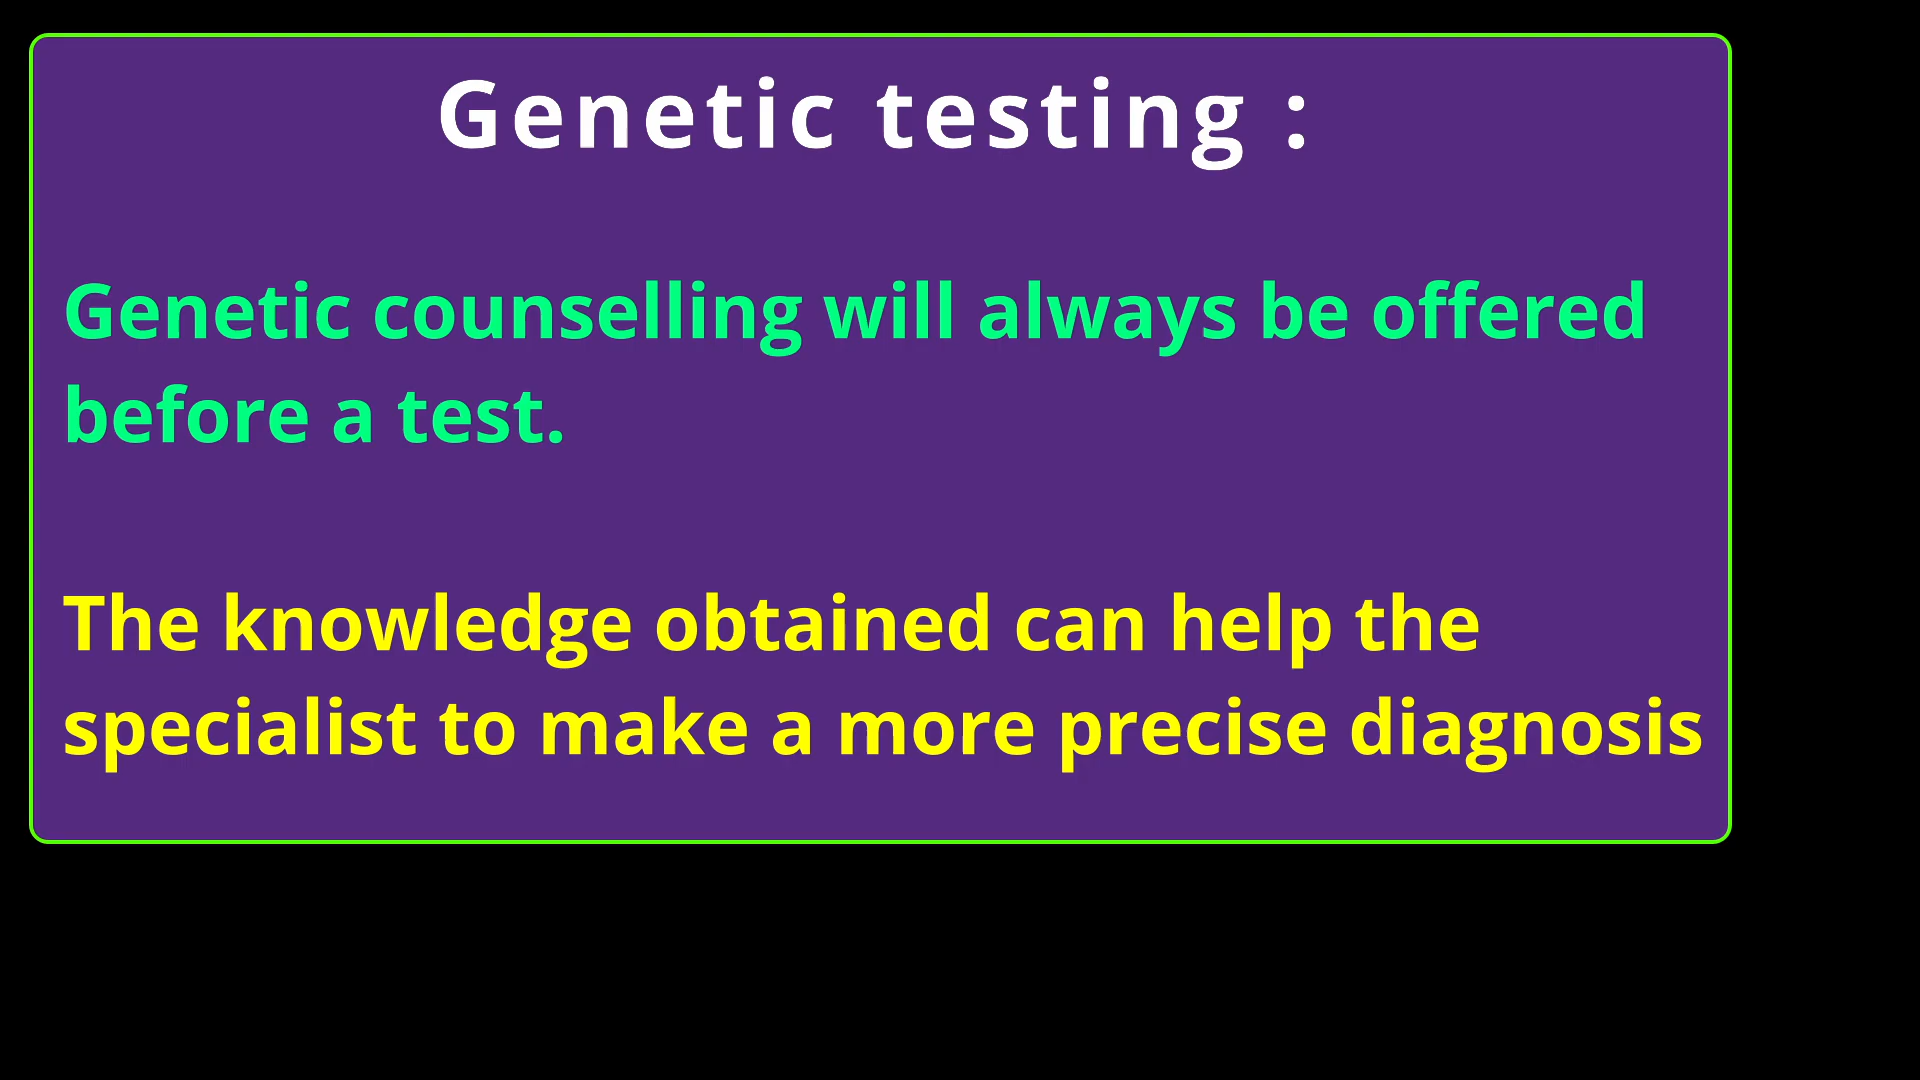 Genetic testing :
Genetic counselling will always be offered
before a test.
The knowledge obtained can help the
specialist to make a more precise diagnosis